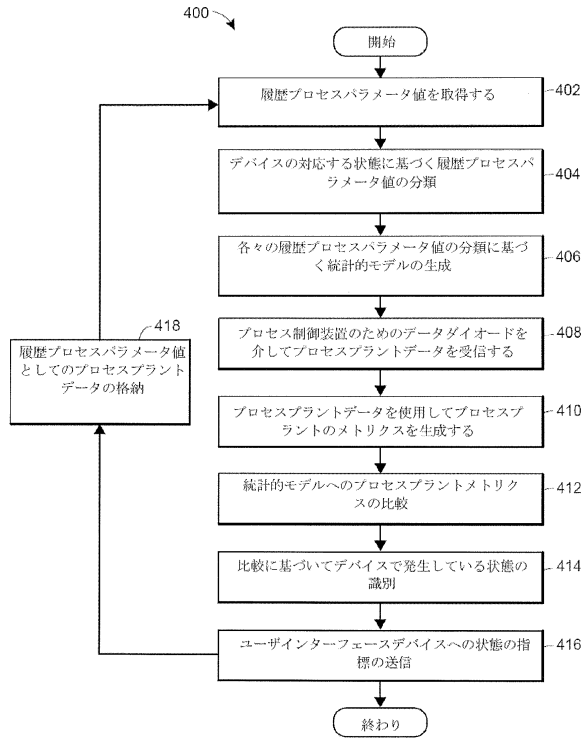 400
開始
履歴プロセスパラメータ値を取得する
402
デバイスの対応する状態に基づく履歴プロセスパ
ラメータ値の分類
404
各々の履歴プロセスパラメータ値の分類に基づ
く統計的モデルの生成
406
プロセス制御装置のためのデータダイオードを
介してプロセスプラントデータを受信する
408
プロセスプラントデータを使用してプロセスプ
ラントのメトリクスを生成する
410
統計的モデルへのプロセスプラントメトリク
スの比較
412
比較に基づいてデバイスで発生している状態の
識別
414
ユーザインターフェースデバイスへの状態の指
標の送信
416
418
履歴プロセスパラメータ値
としてのプロセスプラント
データの格納
終わり